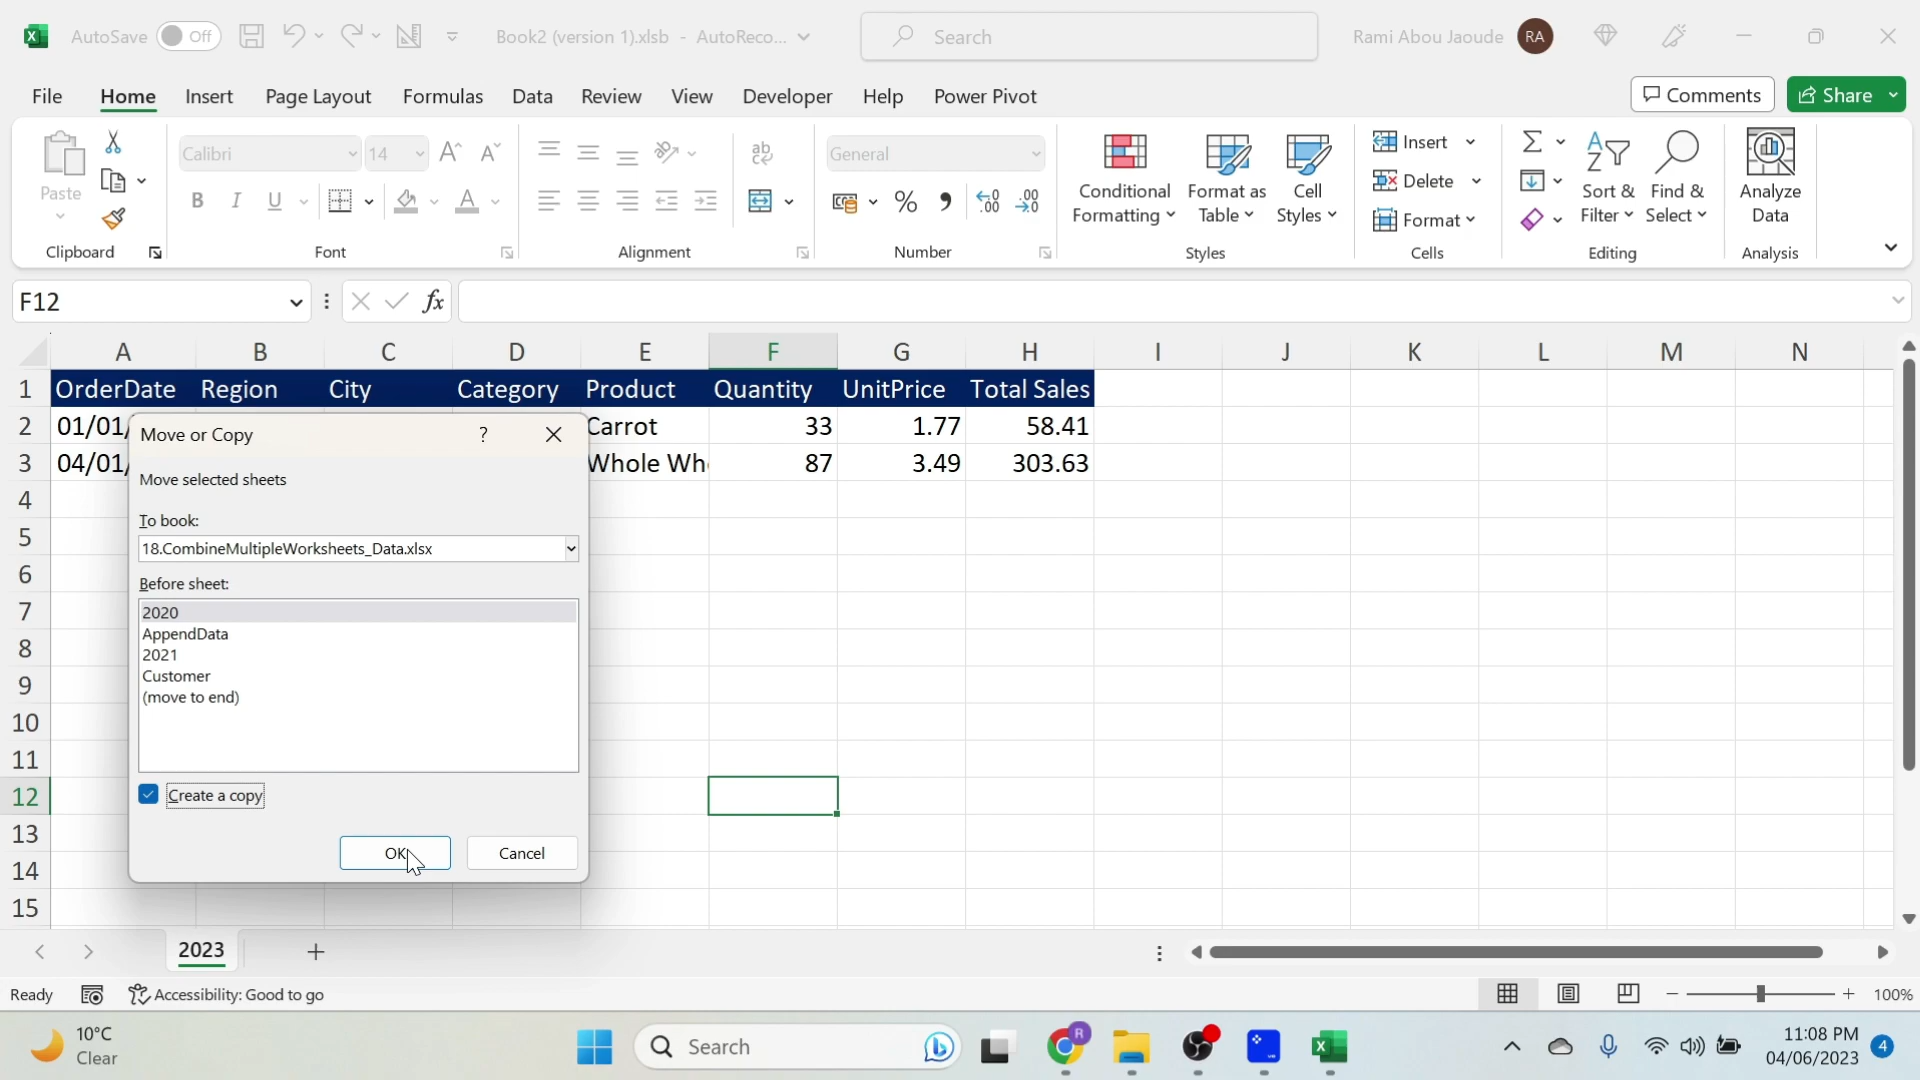 AutoSave Off Book2 (version 1).xlsb - AutoReco... Search Rami Abou Jaoude RA
File Home Insert Page Layout Formulas Data Review View Developer Help Power Pivot Comments Share
Paste
Clipboard
Calibri 14
B I U
Font
ab
Alignment
General
% , .00
Number
Conditional Formatting
Format as Table
Cell Styles
Styles
Insert
Delete
Format
Cells
Sort & Filter
Find & Select
Editing
Analyze Data
Analysis
F12 fx
A B C D E F G H I J K L M N
1 OrderDate Region City Category Product Quantity UnitPrice Total Sales
2 01/01/ Carrot 33 1.77 58.41
3 04/01/ Whole Wh 87 3.49 303.63
4
5
6
7
8
9
10
11
12
13
14
15
Move or Copy ?
Move selected sheets
To book:
18.CombineMultipleWorksheets_Data.xlsx
Before sheet:
2020
AppendData
2021
Customer
(move to end)
Create a copy
OK Cancel
2023
Ready Accessibility: Good to go 100%
10°C
Clear
Search
R
11:08 PM
04/06/2023 4